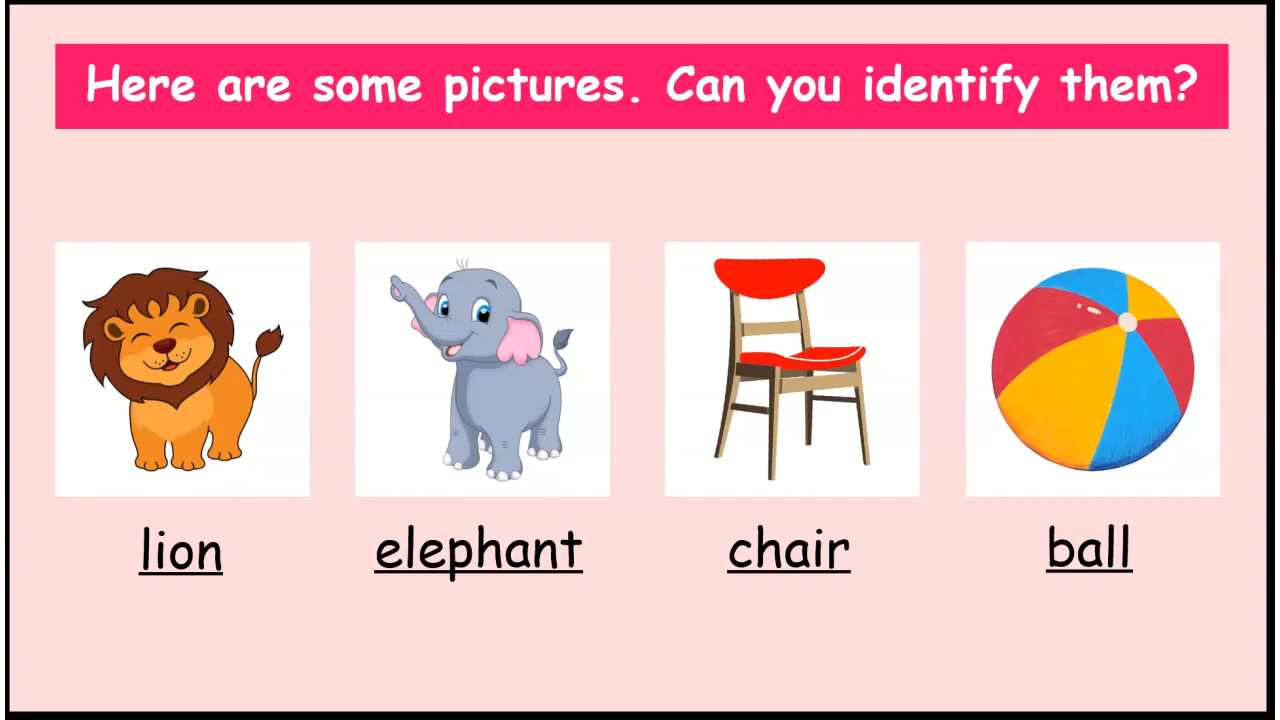 Here are some pictures. Can you identify them?
lion
elephant
chair
ball